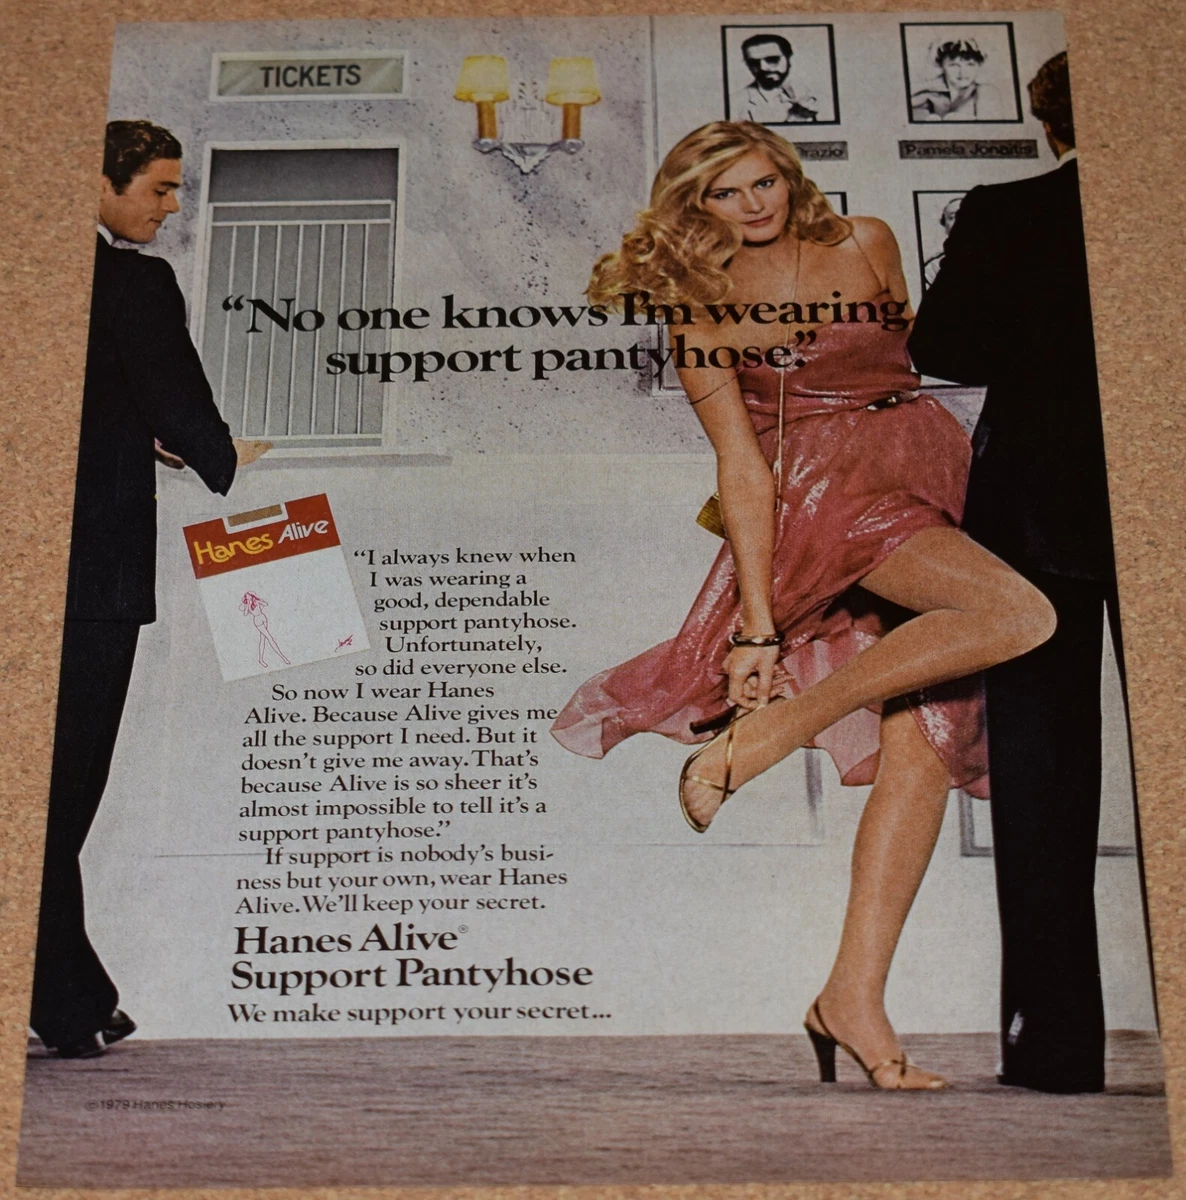 TICKETS
Pamela Jonaitis
“No one knows I’m wearing
support pantyhose.”
Hanes Alive
“I always knew when
I was wearing a
good, dependable
support pantyhose.
Unfortunately,
so did everyone else.
So now I wear Hanes
Alive. Because Alive gives me
all the support I need. But it
doesn’t give me away. That’s
because Alive is so sheer it’s
almost impossible to tell it’s a
support pantyhose.”
If support is nobody’s busi-
ness but your own, wear Hanes
Alive. We’ll keep your secret.
Hanes Alive®
Support Pantyhose
We make support your secret...
©1979 Hanes Hosiery